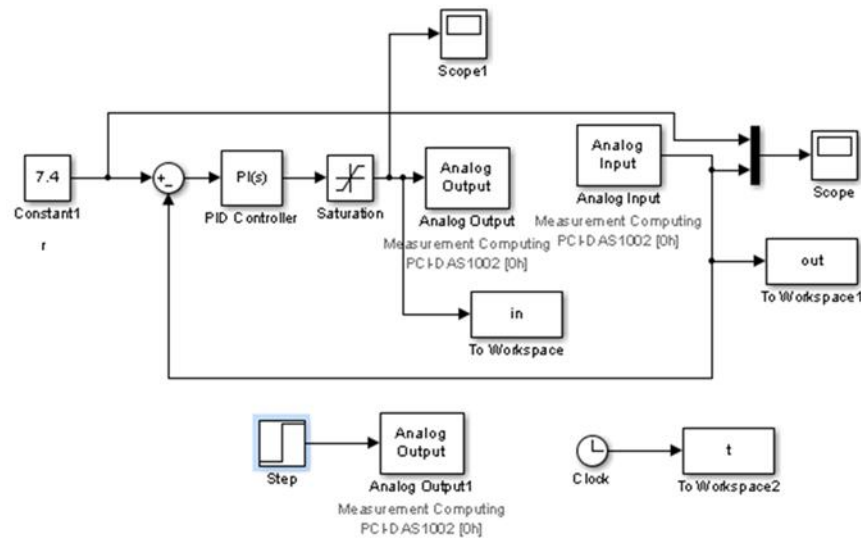 Scope1
7.4
Constant1
r
+
-
PI(s)
PID Controller
Saturation
Analog
Output
Analog Output
Measurement Computing
PCI-DAS1002 [0h]
Analog
Input
Analog Input
Measurement Computing
PCI-DAS1002 [0h]
Scope
out
To Workspace1
in
To Workspace
Step
Analog
Output
Analog Output1
Measurement Computing
PCI-DAS1002 [0h]
Clock
t
To Workspace2